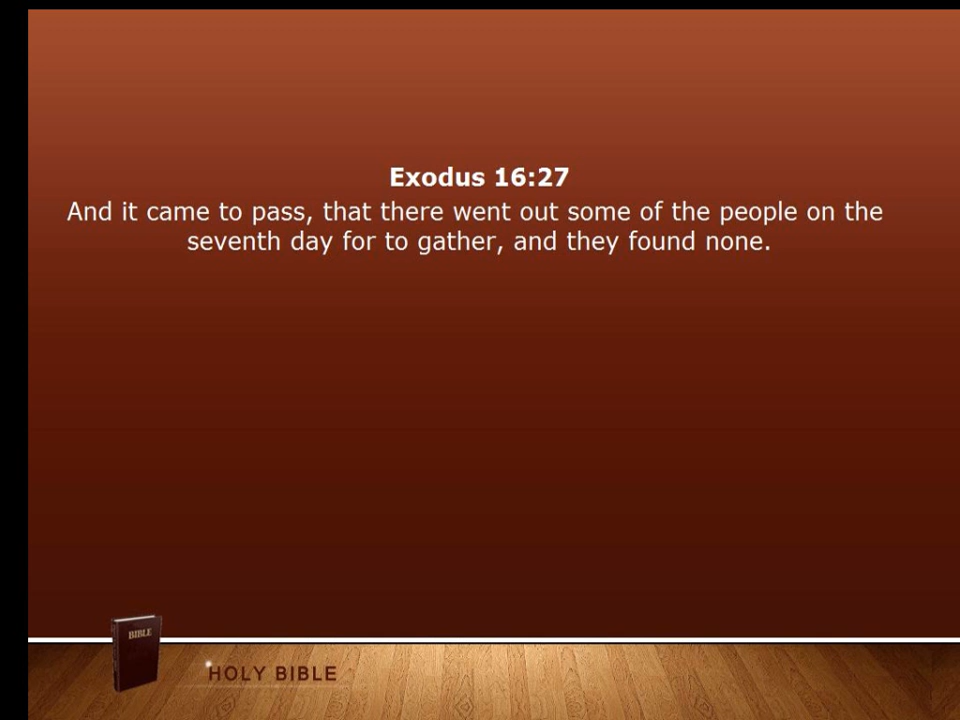 Exodus 16:27
And it came to pass, that there went out some of the people on the
seventh day for to gather, and they found none.
BIBLE
HOLY BIBLE